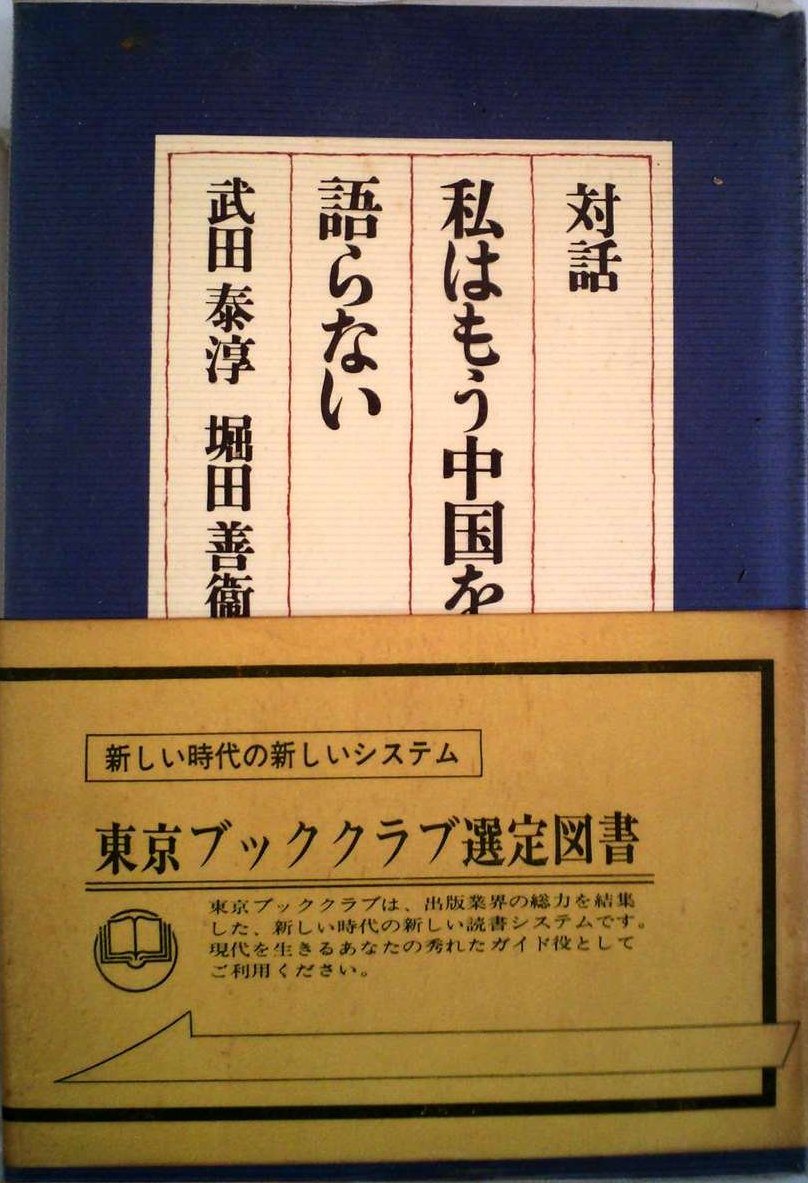 対話
私はもう中国を
語らない
武田泰淳 堀田善衞
新しい時代の新しいシステム
東京ブッククラブ選定図書
東京ブッククラブは、出版業界の総力を結集
した、新しい時代の新しい読書システムです。
現代を生きるあなたの秀れたガイド役として
ご利用ください。